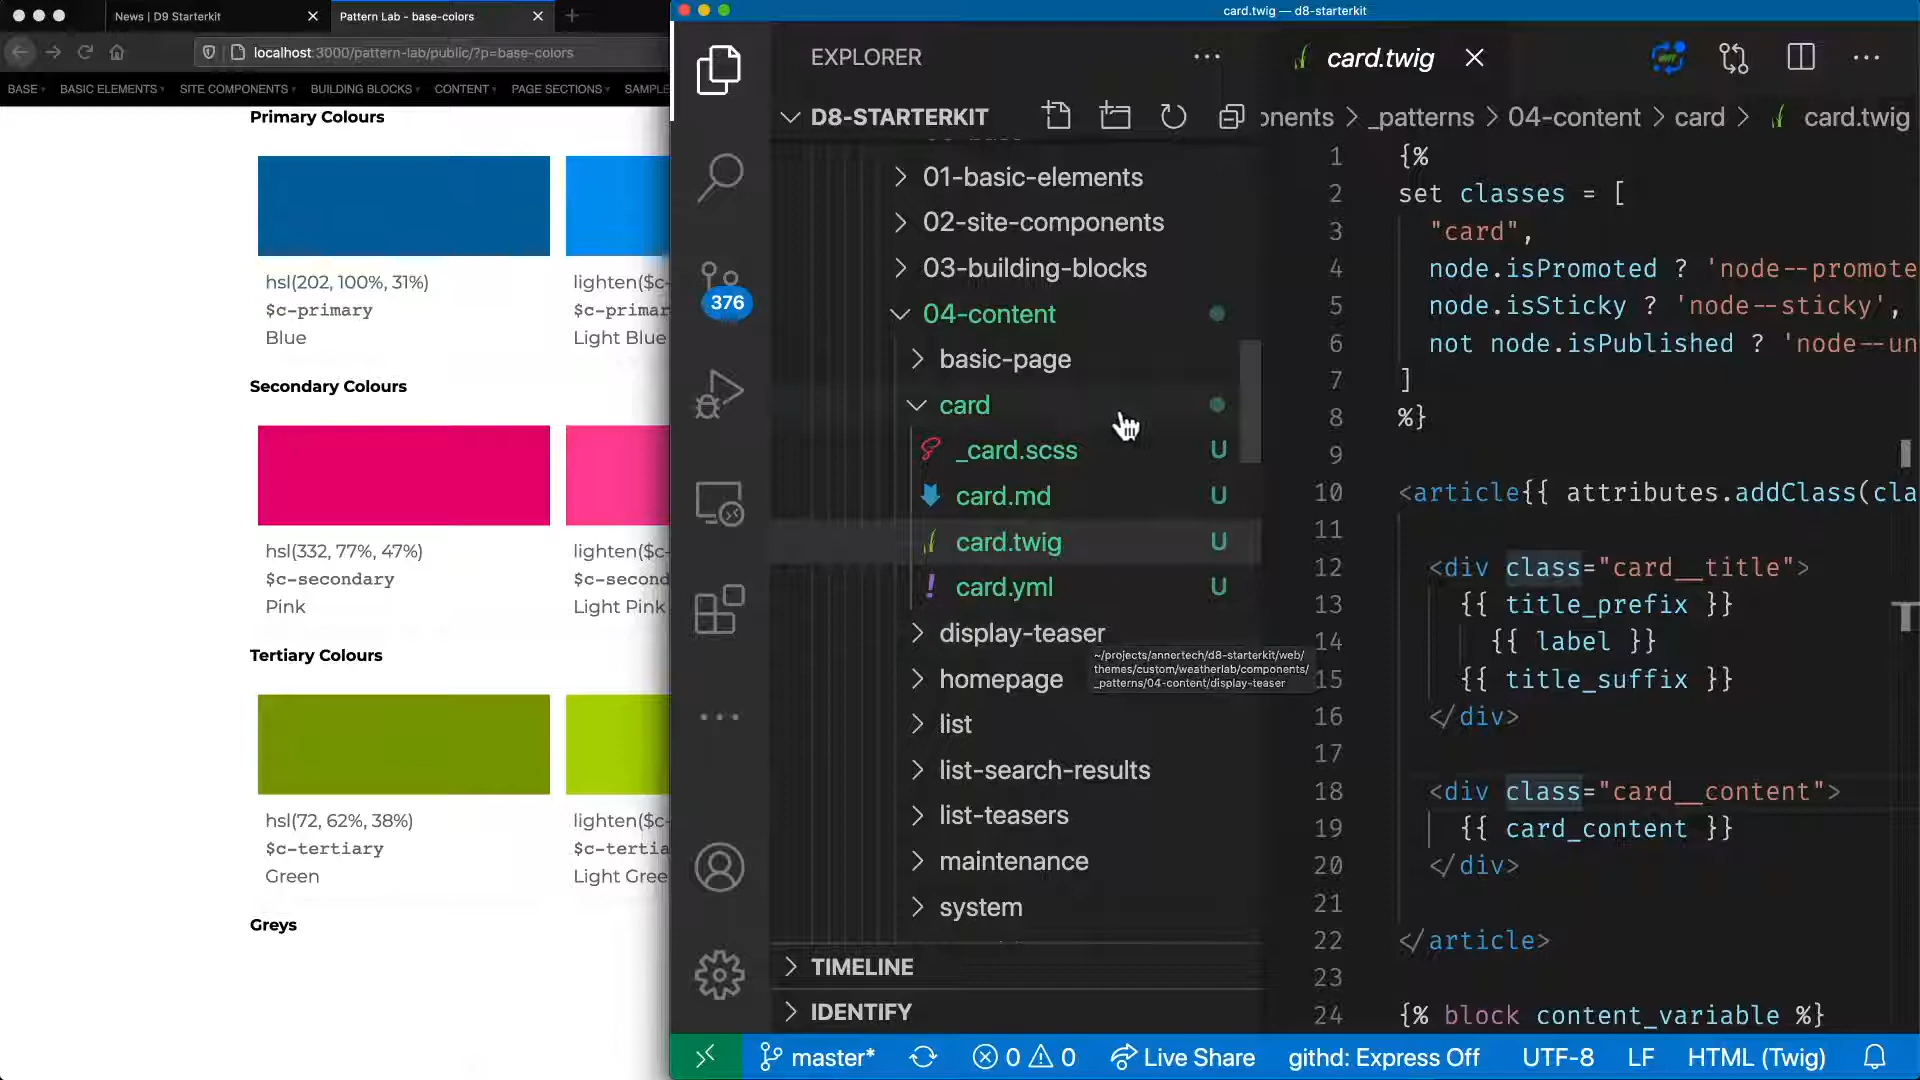 News | D9 Starterkit
Pattern Lab - base-colors
localhost:3000/pattern-lab/public/?p=base-colors
BASE
BASIC ELEMENTS
SITE COMPONENTS
BUILDING BLOCKS
CONTENT
PAGE SECTIONS
SAMPLE
Primary Colours
hsl(202, 100%, 31%)
$c-primary
Blue
lighten($c-
$c-primar
Light Blue
Secondary Colours
hsl(332, 77%, 47%)
$c-secondary
Pink
lighten($c-
$c-second
Light Pink
Tertiary Colours
hsl(72, 62%, 38%)
$c-tertiary
Green
lighten($c-
$c-tertia
Light Gree
Greys
card.twig — d8-starterkit
376
EXPLORER
D8-STARTERKIT
01-basic-elements
02-site-components
03-building-blocks
04-content
basic-page
card
_card.scss U
card.md U
card.twig U
card.yml U
display-teaser
~/projects/annertech/d8-starterkit/web/
themes/custom/weatherlab/components/
_patterns/04-content/display-teaser
homepage
list
list-search-results
list-teasers
maintenance
system
TIMELINE
IDENTIFY
card.twig
onents > _patterns > 04-content > card > card.twig
1 {%
2 set classes = [
3 "card",
4 node.isPromoted ? 'node--promote
5 node.isSticky ? 'node--sticky',
6 not node.isPublished ? 'node--un
7 ]
8 %}
9
10 <article{{ attributes.addClass(cla
11
12 <div class="card__title">
13 {{ title_prefix }}
14 {{ label }}
15 {{ title_suffix }}
16 </div>
17
18 <div class="card__content">
19 {{ card_content }}
20 </div>
21
22 </article>
23
24 {% block content_variable %}
master* 0 0 Live Share githd: Express Off UTF-8 LF HTML (Twig)